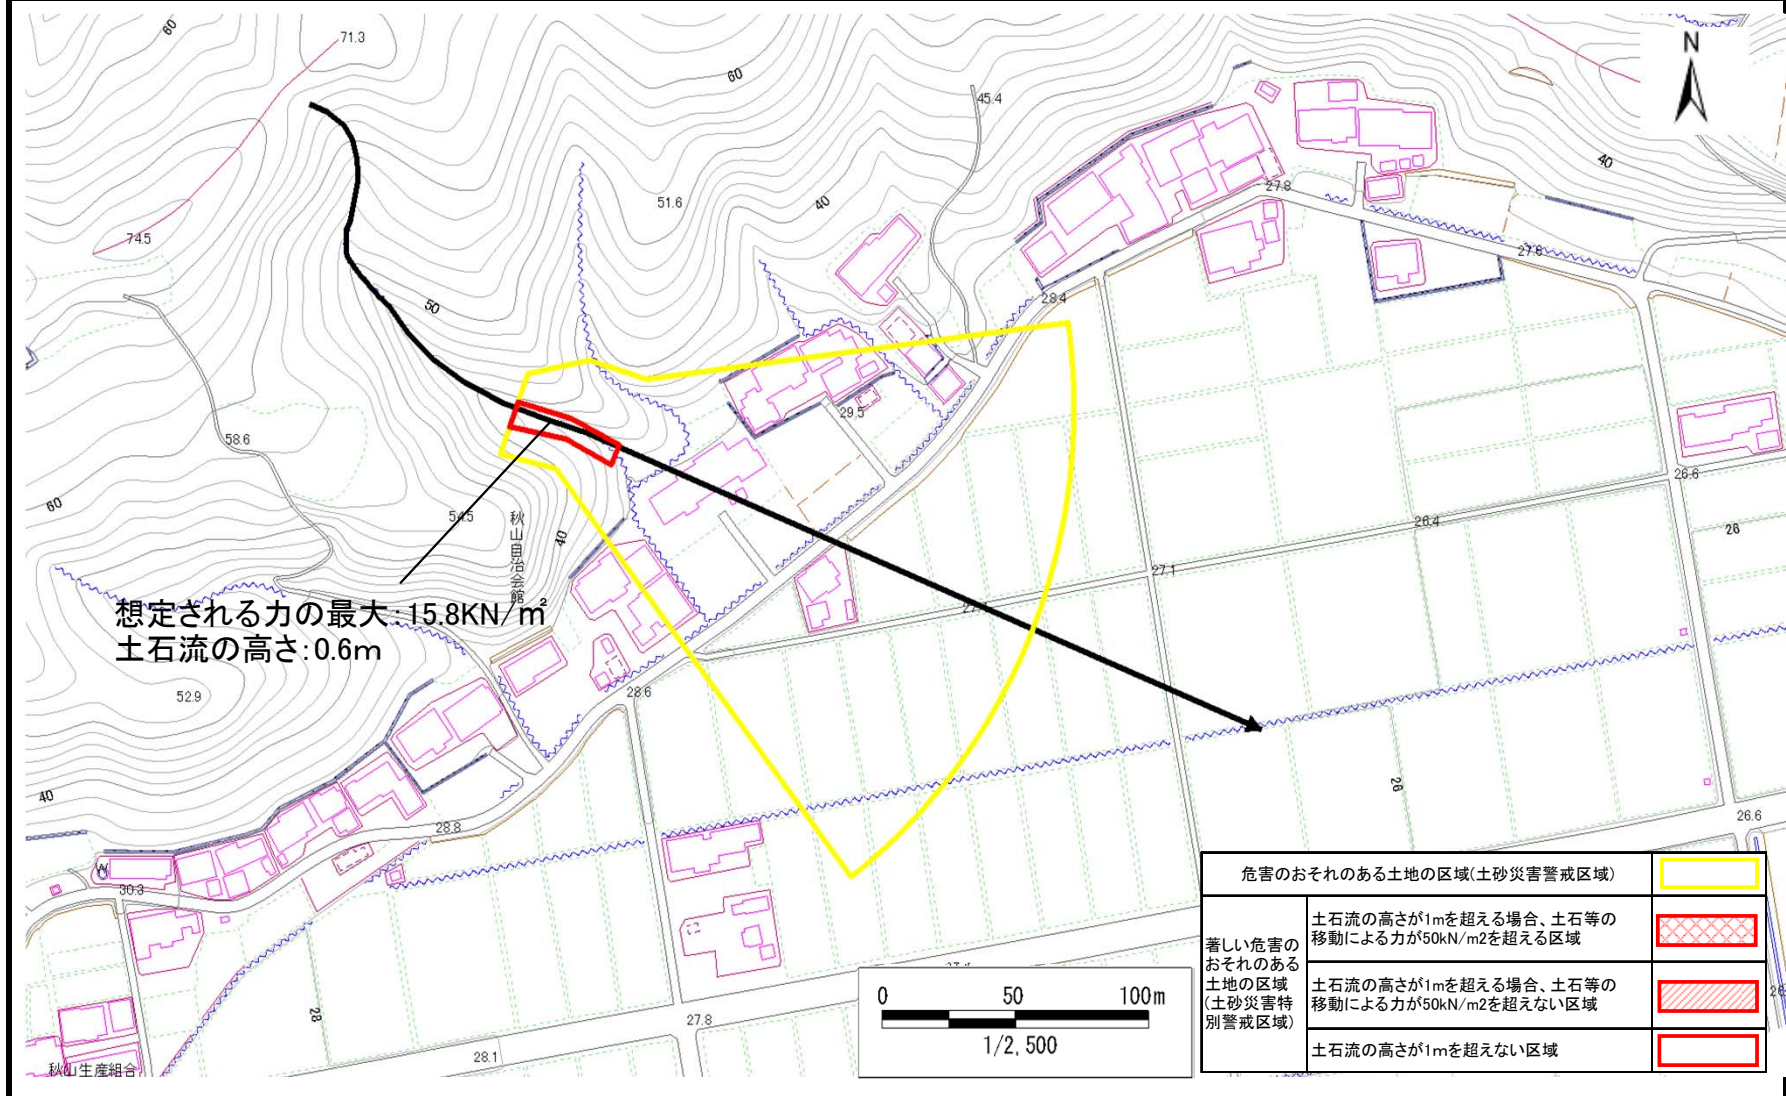 60
71.3
60
N
45.4
40
51.6
40
27.8
74.5
27.6
50
28.4
29.5
58.6
60
26.6
54.5
秋山自治会館
40
26.4
26
27.1
想定される力の最大:15.8KN/㎡
土石流の高さ:0.6m
52.9
28.6
26
40
28.8
26.6
30.3
危害のおそれのある土地の区域(土砂災害警戒区域)
著しい危害の
おそれのある
土地の区域
(土砂災害特
別警戒区域)
土石流の高さが1mを超える場合、土石等の
移動による力が50kN/m2を超える区域
土石流の高さが1mを超える場合、土石等の
移動による力が50kN/m2を超えない区域
土石流の高さが1mを超えない区域
0 50 100m
1/2,500
28
27.8
28.1
秋山生産組合